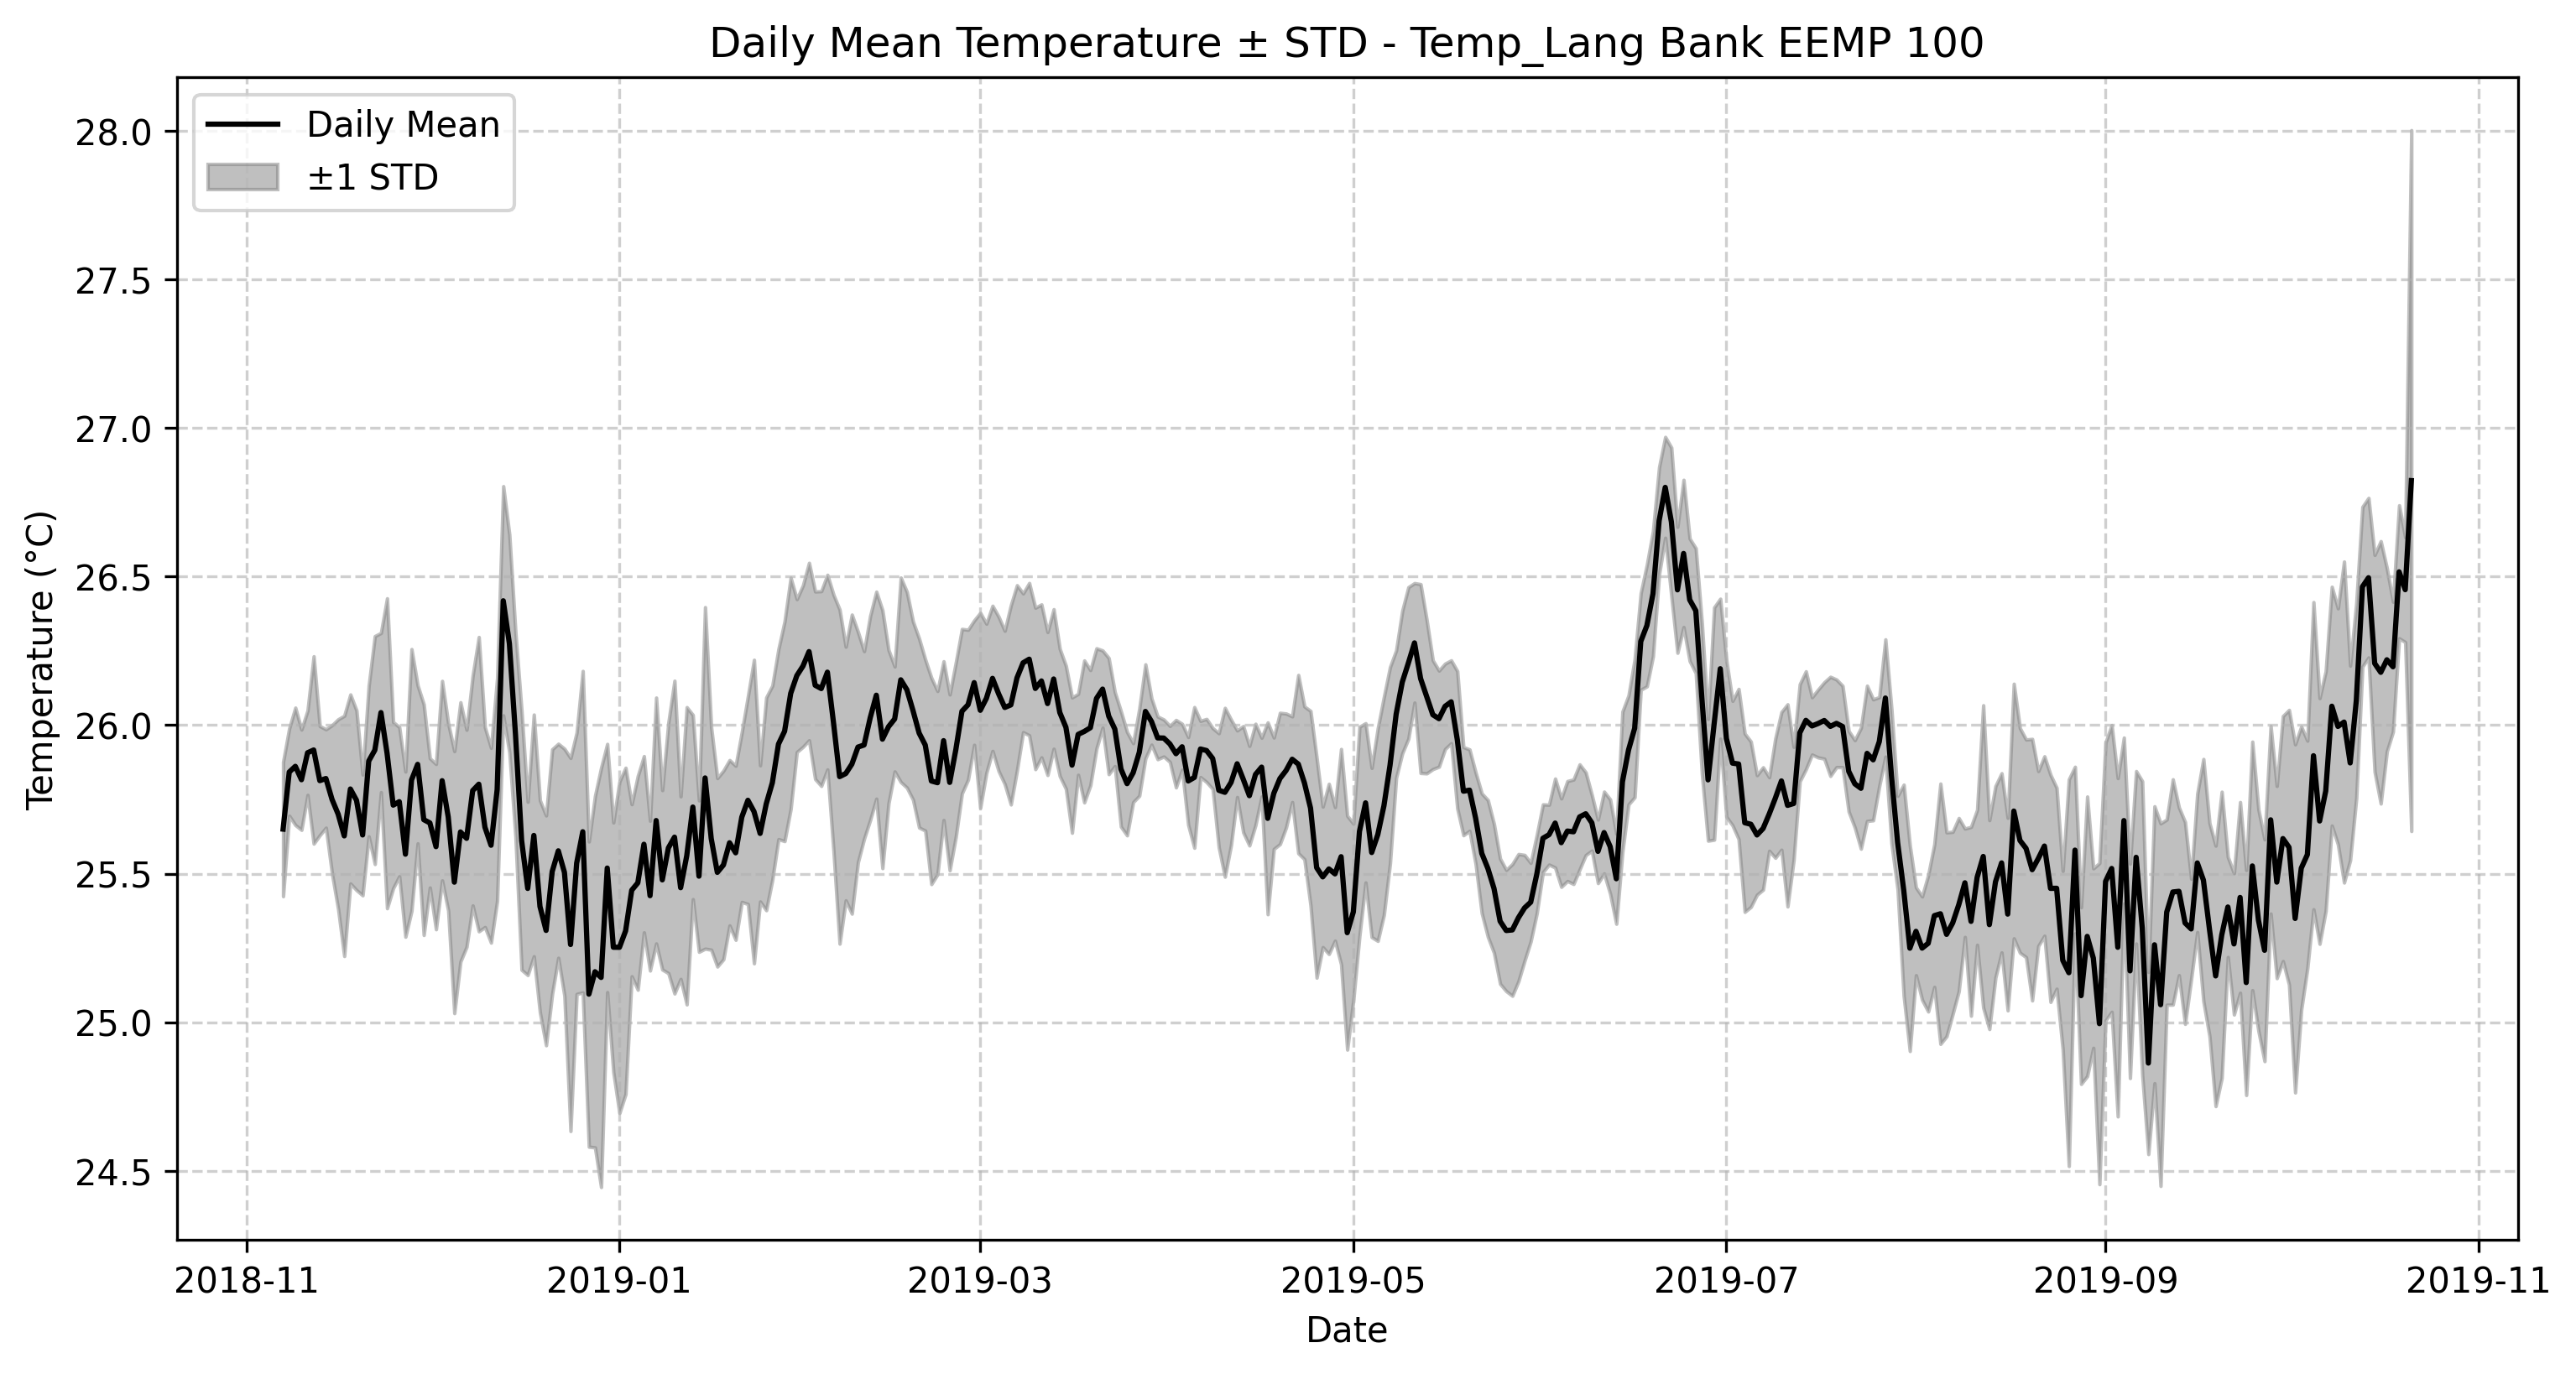 Daily Mean Temperature ± STD - Temp_Lang Bank EEMP 100
Daily Mean
±1 STD
Temperature (°C)
28.0
27.5
27.0
26.5
26.0
25.5
25.0
24.5
2018-11 2019-01 2019-03 2019-05 2019-07 2019-09 2019-11
Date